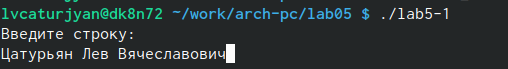 lvcaturjyan@dk8n72 ~/work/arch-pc/lab05 $ ./lab5-1
Введите строку:
Цатурьян Лев Вячеславович